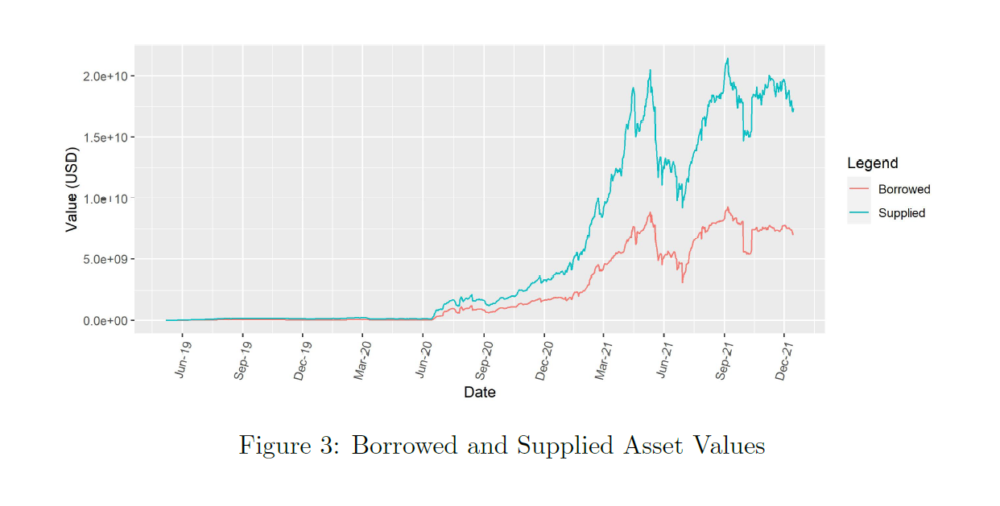 2.0e+10
1.5e+10
1.0e+10
5.0e+09
0.0e+00
Value (USD)
Jun-19
Sep-19
Dec-19
Mar-20
Jun-20
Sep-20
Dec-20
Mar-21
Jun-21
Sep-21
Dec-21
Date
Legend
Borrowed
Supplied
Figure 3: Borrowed and Supplied Asset Values